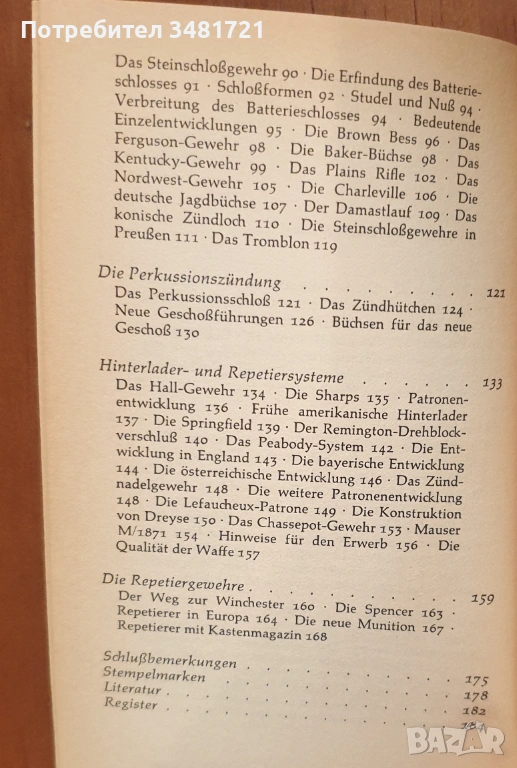 Потребител 3481721
Das Steinschloßgewehr 90 · Die Erfindung des Batterie-
schlosses 91 · Schloßformen 92 · Studel und Nuß 94 ·
Verbreitung des Batterieschlosses 94 · Bedeutende
Einzelentwicklungen 95 · Die Brown Bess 96 · Das
Ferguson-Gewehr 98 · Die Baker-Büchse 98 · Das
Kentucky-Gewehr 99 · Das Plains Rifle 102 · Das
Nordwest-Gewehr 105 · Die Charleville 106 · Die
deutsche Jagdbüchse 107 · Der Damastlauf 109 · Das
konische Zündloch 110 · Die Steinschloßgewehre in
Preußen 111 · Das Tromblon 119
Die Perkussionszündung . . . . . . . . 121
Das Perkussionsschloß 121 · Das Zündhütchen 124 ·
Neue Geschoßführungen 126 · Büchsen für das neue
Geschoß 130
Hinterlader- und Repetiersysteme . . . . . . 133
Das Hall-Gewehr 134 · Die Sharps 135 · Patronen-
entwicklung 136 · Frühe amerikanische Hinterlader
137 · Die Springfield 139 · Der Remington-Drehblock-
verschluß 140 · Das Peabody-System 142 · Die Ent-
wicklung in England 143 · Die bayerische Entwicklung
144 · Die österreichische Entwicklung 146 · Das Zünd-
nadelgewehr 148 · Die weitere Patronenentwicklung
148 · Die Lefaucheux-Patrone 149 · Die Konstruktion
von Dreyse 150 · Das Chassepot-Gewehr 153 · Mauser
M/1871 154 · Hinweise für den Erwerb 156 · Die
Qualität der Waffe 157
Die Repetiergewehre . . . . . . . . . . 159
Der Weg zur Winchester 160 · Die Spencer 163 ·
Repetierer in Europa 164 · Die neue Munition 167 ·
Repetierer mit Kastenmagazin 168
Schlußbemerkungen . . . . . . . . . . 175
Stempelmarken . . . . . . . . . . 178
Literatur . . . . . . . . . . 182
Register . . . . . . . . . .
BAZAR